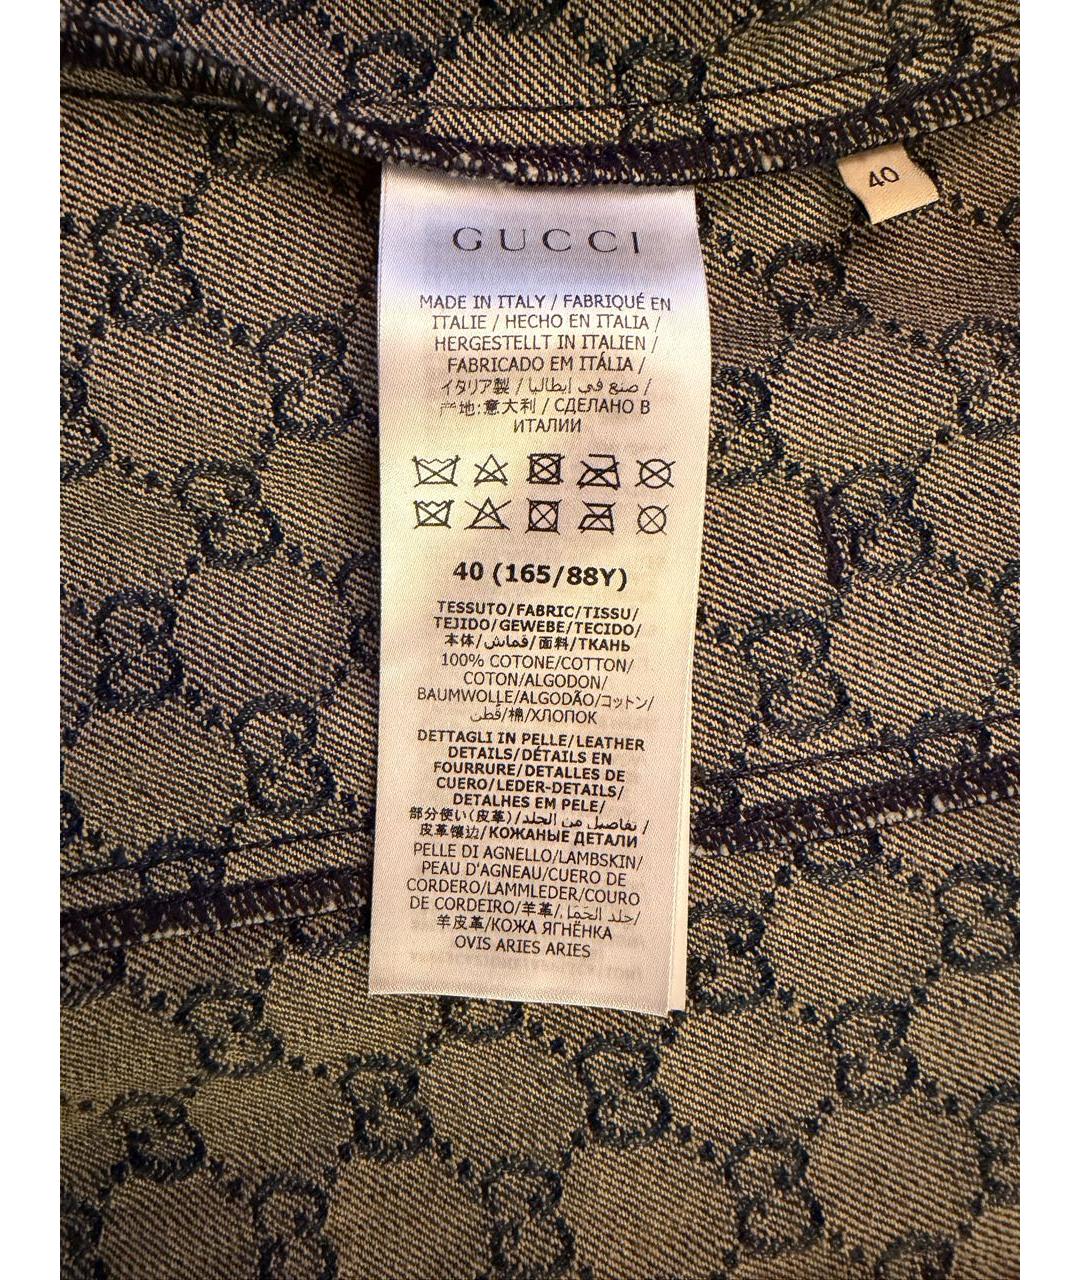 40
GUCCI
MADE IN ITALY / FABRIQUÉ EN
ITALIE / HECHO EN ITALIA /
HERGESTELLT IN ITALIEN /
FABRICADO EM ITÁLIA /
イタリア製 / صنع في إيطاليا /
产地:意大利 / СДЕЛАНО В
ИТАЛИИ
40 (165/88Y)
TESSUTO/FABRIC/TISSU/
TEJIDO/GEWEBE/TECIDO/
本体/قماش/面料/ТКАНЬ
100% COTONE/COTTON/
COTON/ALGODON/
BAUMWOLLE/ALGODÃO/コットン/
قطن/棉/ХЛОПОК
DETTAGLI IN PELLE/LEATHER
DETAILS/DÉTAILS EN
FOURRURE/DETALLES DE
CUERO/LEDER-DETAILS/
DETALHES EM PELE/
部分使い(皮革)/تفاصيل من الجلد/
皮革镶边/КОЖАНЫЕ ДЕТАЛИ
PELLE DI AGNELLO/LAMBSKIN/
PEAU D'AGNEAU/CUERO DE
CORDERO/LAMMLEDER/COURO
DE CORDEIRO/羊革/جلد/
羊皮革/КОЖА ЯГНЁНКА
OVIS ARIES ARIES